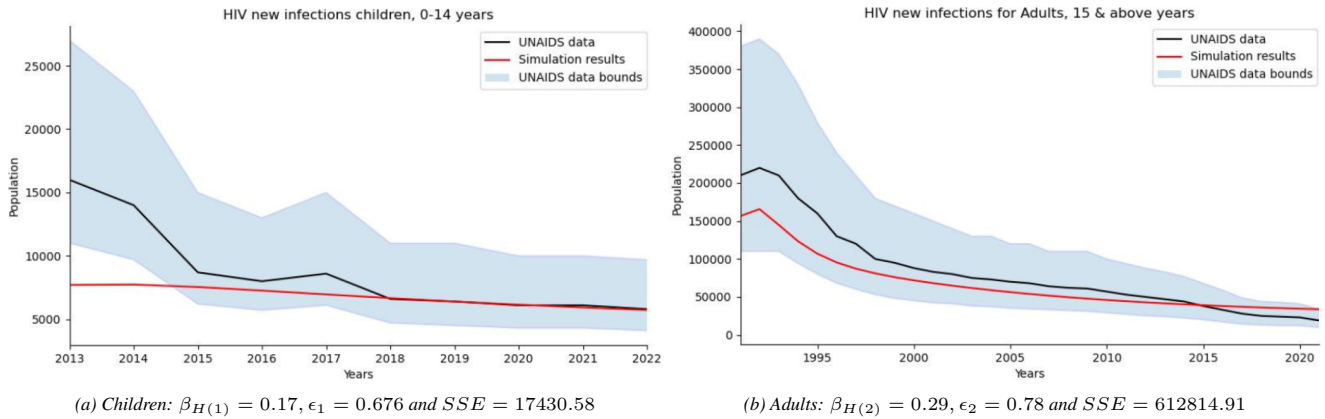 HIV new infections children, 0-14 years
UNAIDS data
Simulation results
UNAIDS data bounds
Population
25000
20000
15000
10000
5000
2013 2014 2015 2016 2017 2018 2019 2020 2021 2022
Years
(a) Children: β_H(1) = 0.17, ϵ_1 = 0.676 and SSE = 17430.58
HIV new infections for Adults, 15 & above years
UNAIDS data
Simulation results
UNAIDS data bounds
Population
400000
350000
300000
250000
200000
150000
100000
50000
0
1995 2000 2005 2010 2015 2020
Years
(b) Adults: β_H(2) = 0.29, ϵ_2 = 0.78 and SSE = 612814.91